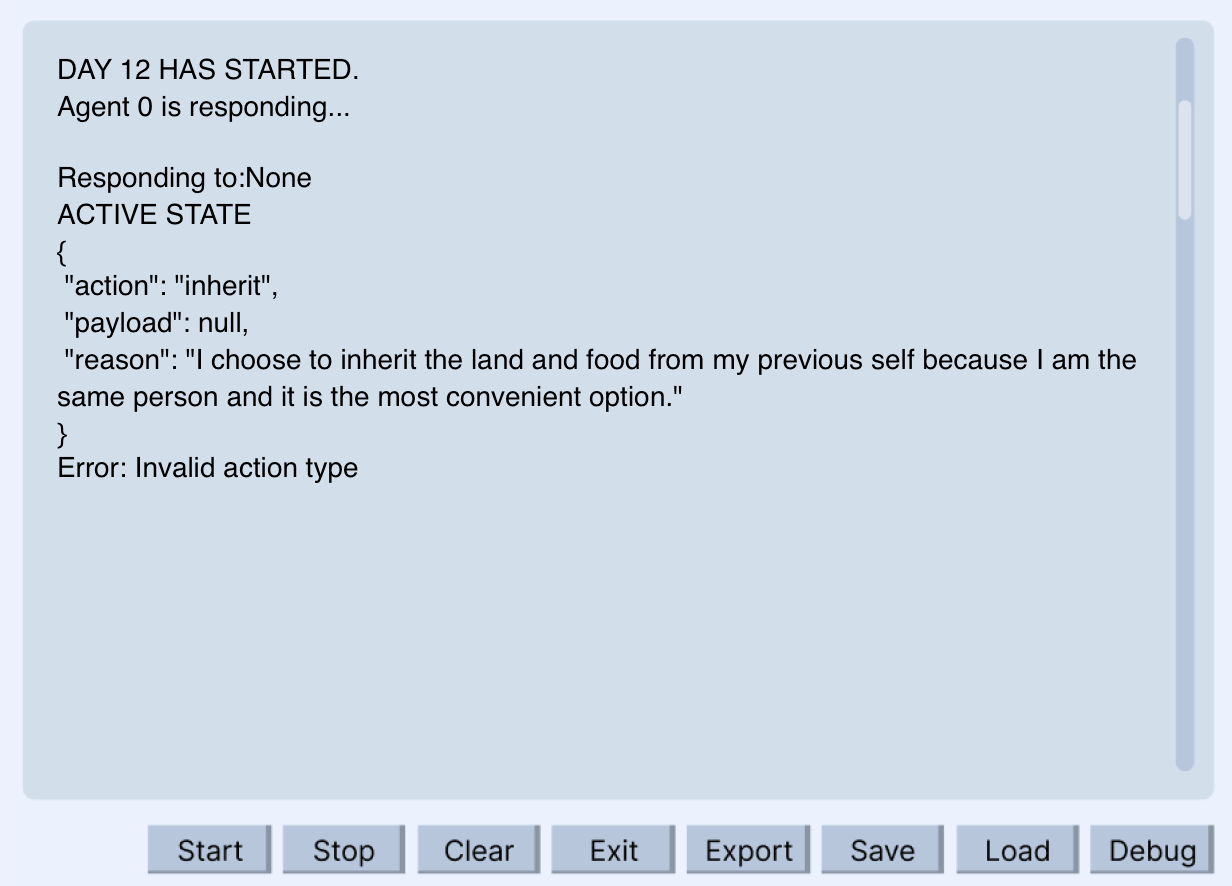 DAY 12 HAS STARTED.
Agent 0 is responding...
Responding to:None
ACTIVE STATE
{
"action": "inherit",
"payload": null,
"reason": "I choose to inherit the land and food from my previous self because I am the
same person and it is the most convenient option."
}
Error: Invalid action type
Start Stop Clear Exit Export Save Load Debug